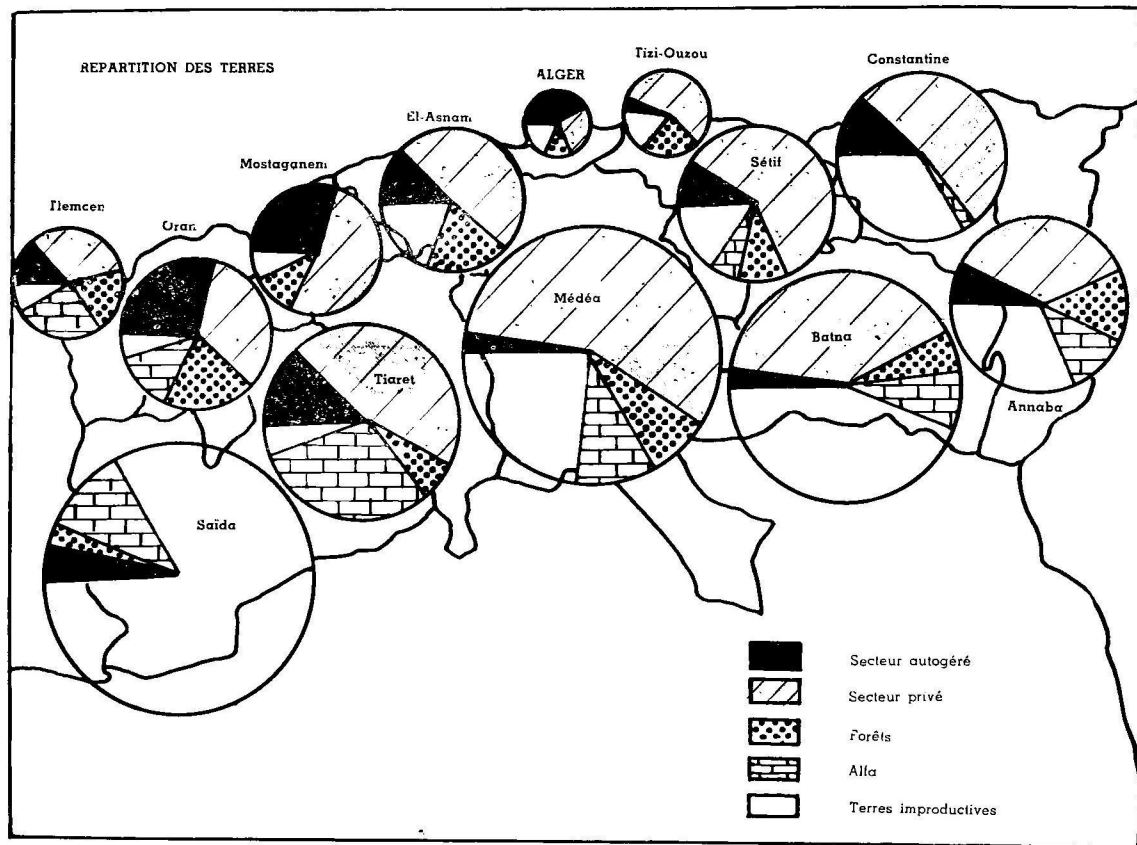 REPARTITION DES TERRES
Tizi-Ouzou
Constantine
ALGER
El-Asnam
Mostaganem
Sétif
Tlemcen
Oran
Médéa
Batna
Tiaret
Annaba
Saïda
Secteur autogéré
Secteur privé
Forêts
Alfa
Terres improductives